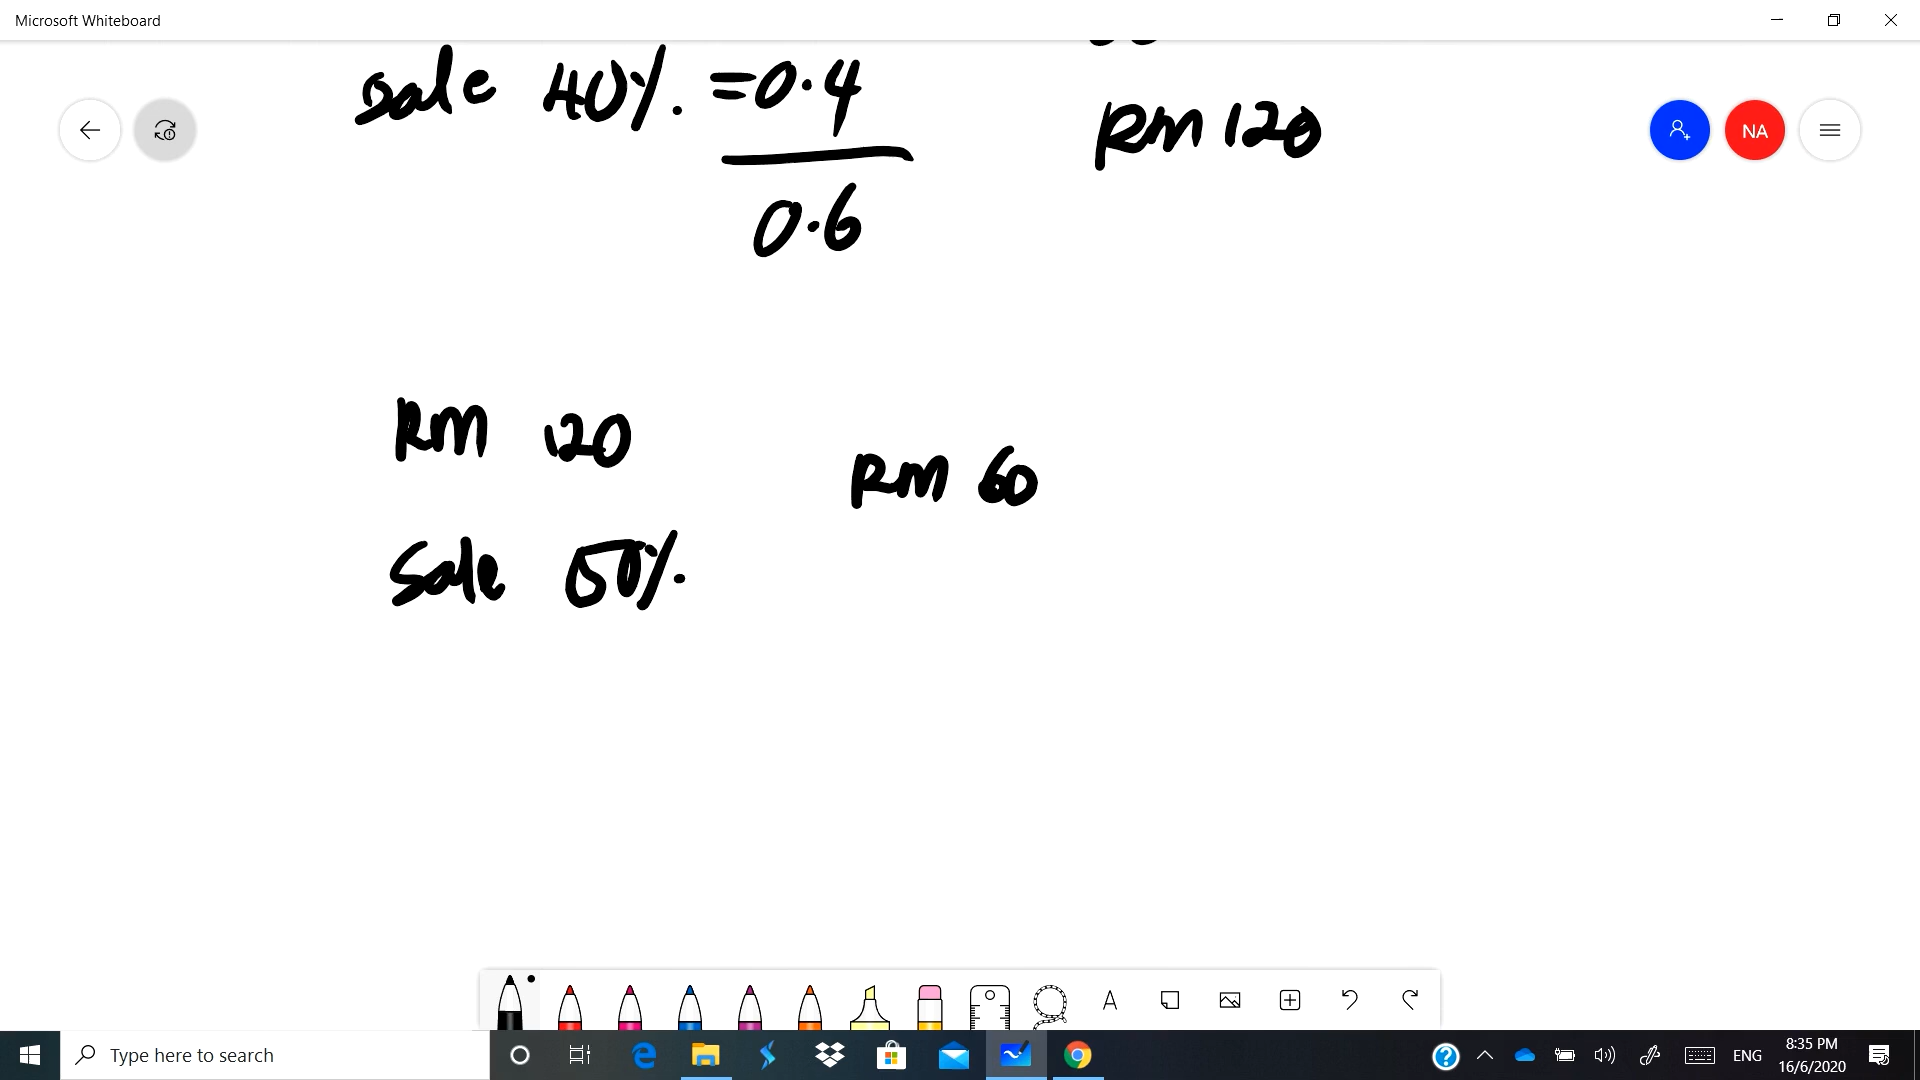 Microsoft Whiteboard
sale 40%. = 0.4
RM 120
0.6
NA
RM 120
RM 60
Sale 50%.
A
Type here to search
ENG
8:35 PM
16/6/2020